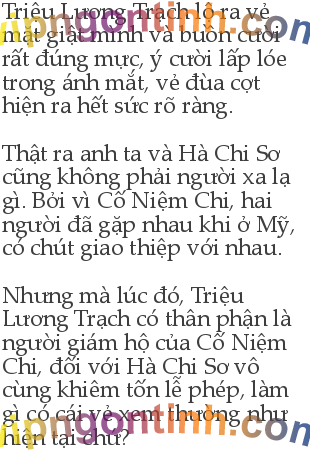 Triệu Lương Trạch lộ ra vẻ
mặt giật mình và buồn cười
rất đúng mực, ý cười lấp lóe
trong ánh mắt, vẻ đùa cợt
hiện ra hết sức rõ ràng.
Thật ra anh ta và Hà Chi Sơ
cũng không phải người xa lạ
gì. Bởi vì Cố Niệm Chi, hai
người đã gặp nhau khi ở Mỹ,
có chút giao thiệp với nhau.
Nhưng mà lúc đó, Triệu
Lương Trạch có thân phận là
người giám hộ của Cố Niệm
Chi, đối với Hà Chi Sơ vô
cùng khiêm tốn lễ phép, làm
gì có cái vẻ xem thường như
hiện tại chứ?